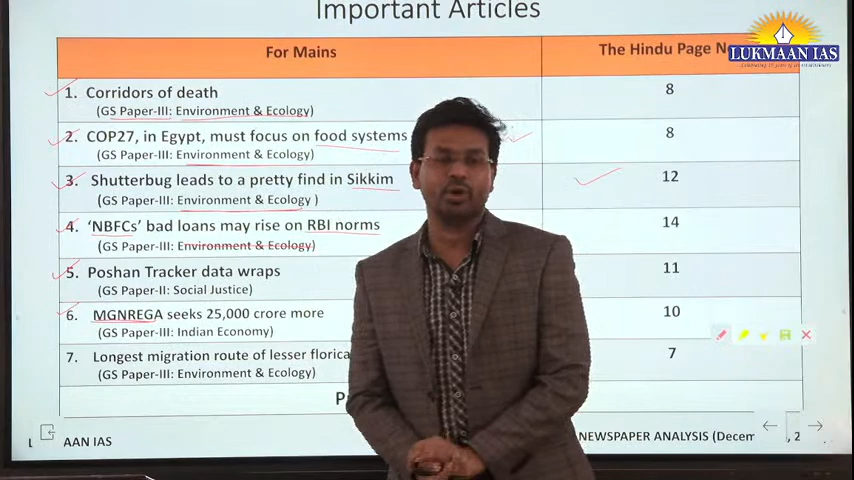 Important Articles
For Mains
The Hindu Page
LUKMAAN IAS
1. Corridors of death
8
(GS Paper-III: Environment & Ecology)
2. COP27, in Egypt, must focus on food systems
8
(GS Paper-III: Environment & Ecology)
3. Shutterbug leads to a pretty find in Sikkim
12
(GS Paper-III: Environment & Ecology )
4. ‘NBFCs’ bad loans may rise on RBI norms
14
(GS Paper-III: Environment & Ecology)
5. Poshan Tracker data wraps
11
(GS Paper-II: Social Justice)
6. MGNREGA seeks 25,000 crore more
10
(GS Paper-III: Indian Economy)
7. Longest migration route of lesser florica
7
(GS Paper-III: Environment & Ecology)
AAN IAS
NEWSPAPER ANALYSIS (Decem